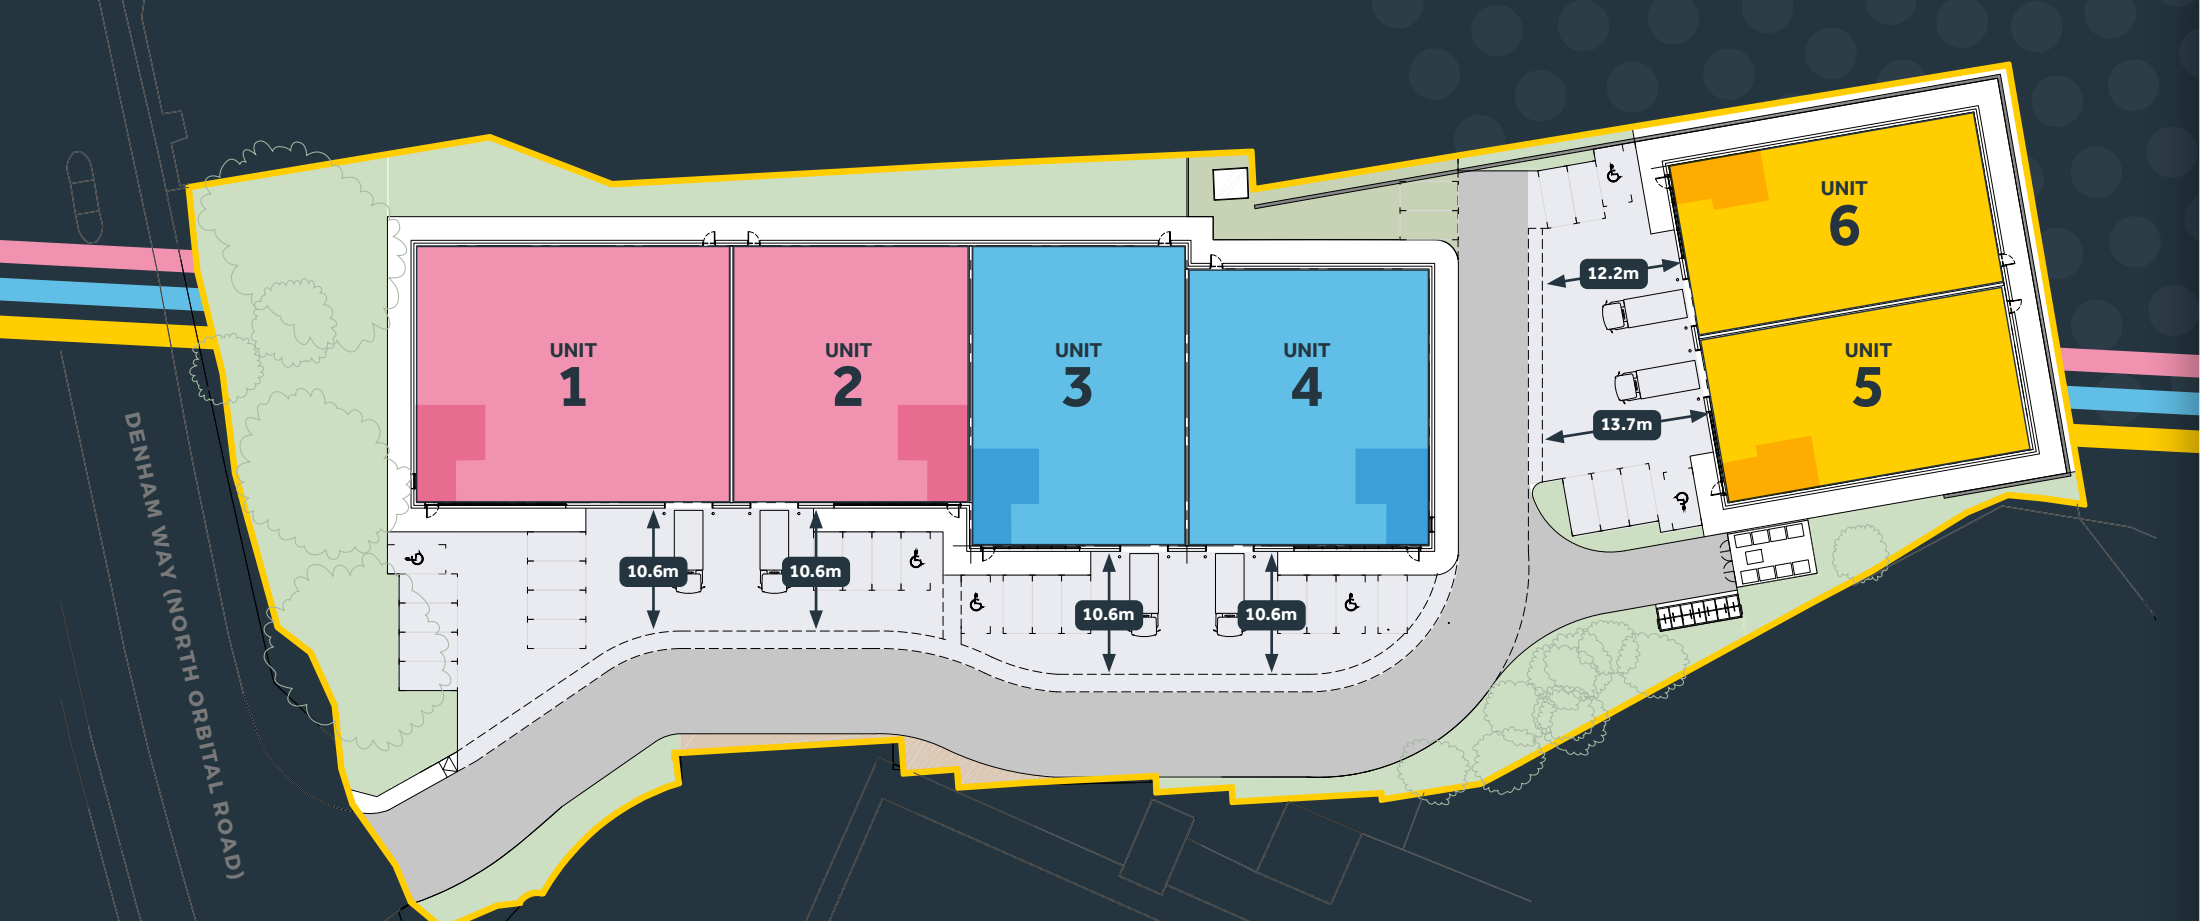 UNIT
1
UNIT
2
UNIT
3
UNIT
4
UNIT
6
UNIT
5
12.2m
13.7m
10.6m
10.6m
10.6m
10.6m
DENHAM WAY (NORTH ORBITAL ROAD)